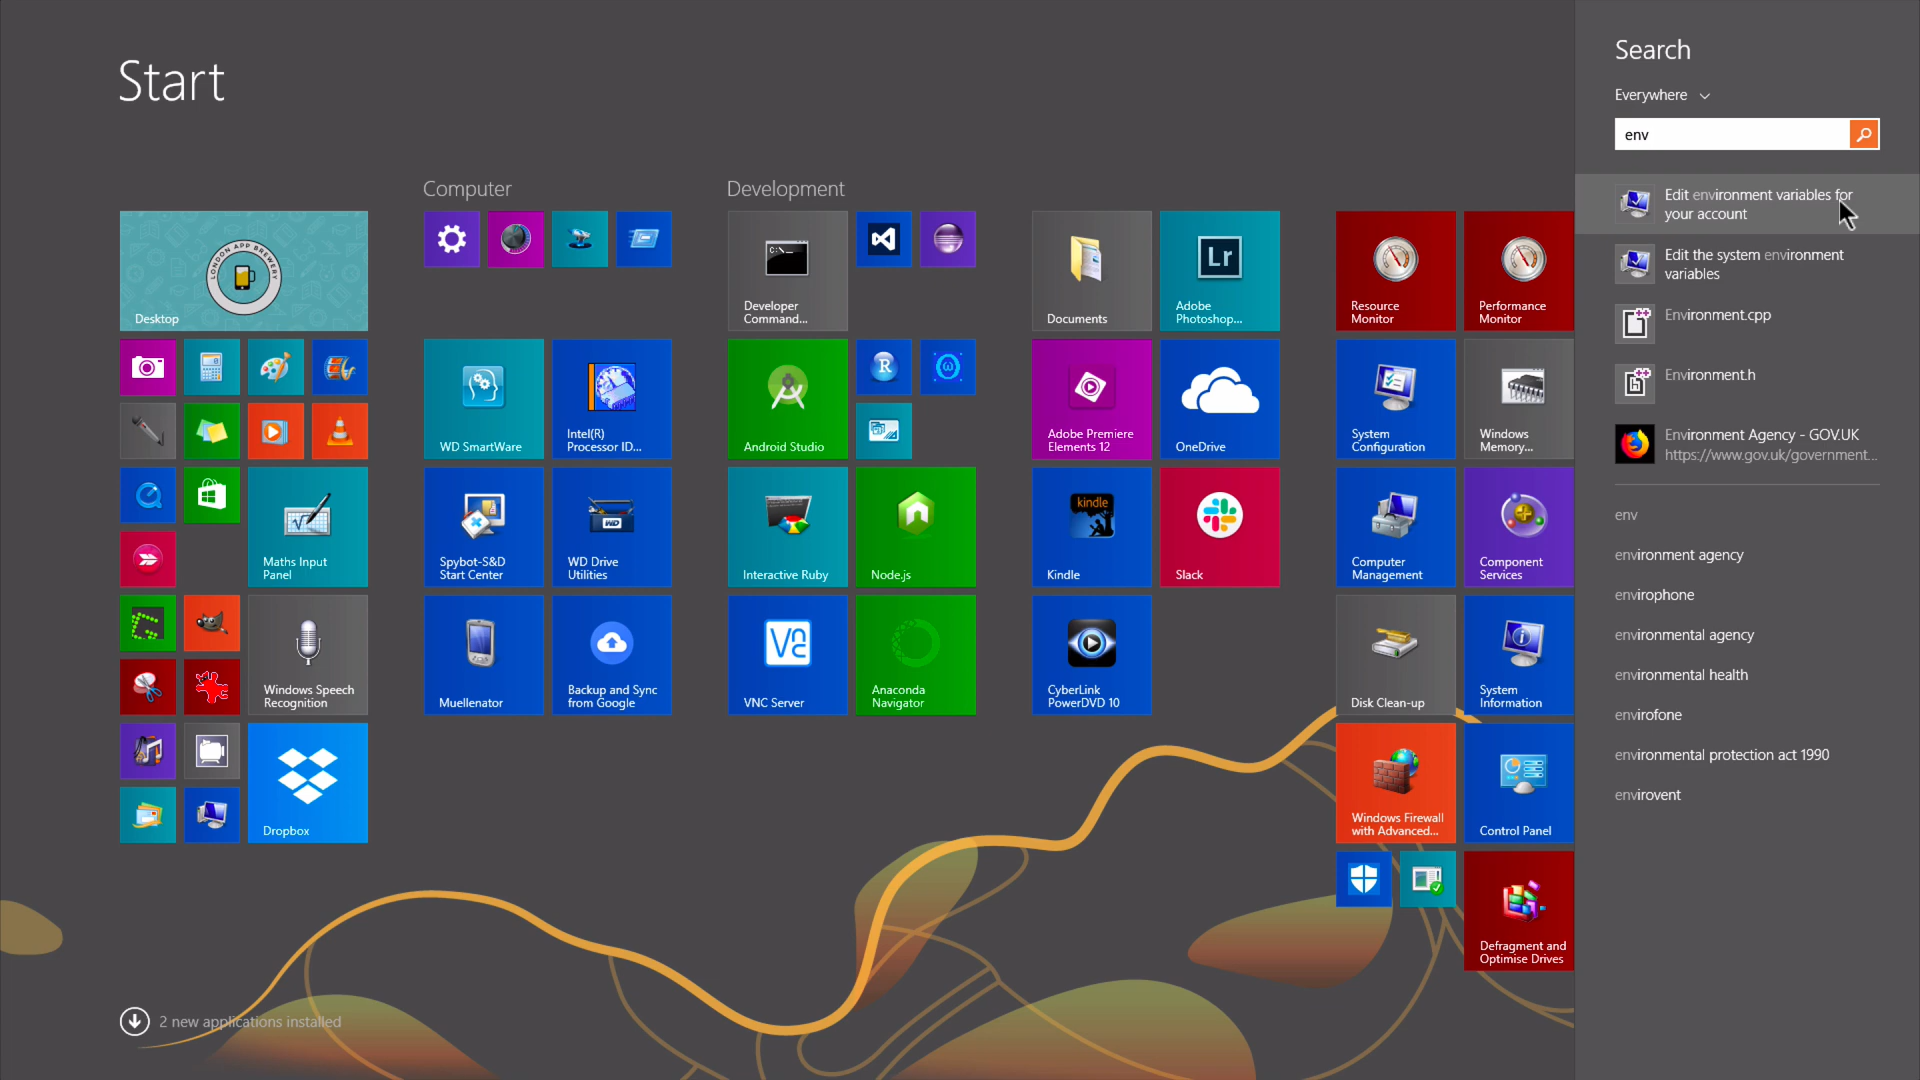 Start
Search
Everywhere
env
Edit environment variables for
your account
Edit the system environment
variables
Environment.cpp
Environment.h
Environment Agency - GOV.UK
https://www.gov.uk/government...
env
environment agency
envirophone
environmental agency
environmental health
envirofone
environmental protection act 1990
envirovent
LONDON APP BREWERY
Desktop
Maths Input
Panel
Windows Speech
Recognition
Dropbox
Computer
WD SmartWare
Intel(R)
Processor ID...
Spybot-S&D
Start Center
WD
WD Drive
Utilities
Muellenator
Backup and Sync
from Google
Development
C:\_
Developer
Command...
Android Studio
R
Interactive Ruby
Node.js
VNC Server
Anaconda
Navigator
Documents
Lr
Adobe
Photoshop...
Adobe Premiere
Elements 12
OneDrive
kindle
Kindle
Slack
CyberLink
PowerDVD 10
Resource
Monitor
Performance
Monitor
System
Configuration
Windows
Memory...
Computer
Management
Component
Services
Disk Clean-up
System
Information
Windows Firewall
with Advanced...
Control Panel
Defragment and
Optimise Drives
2 new applications installed